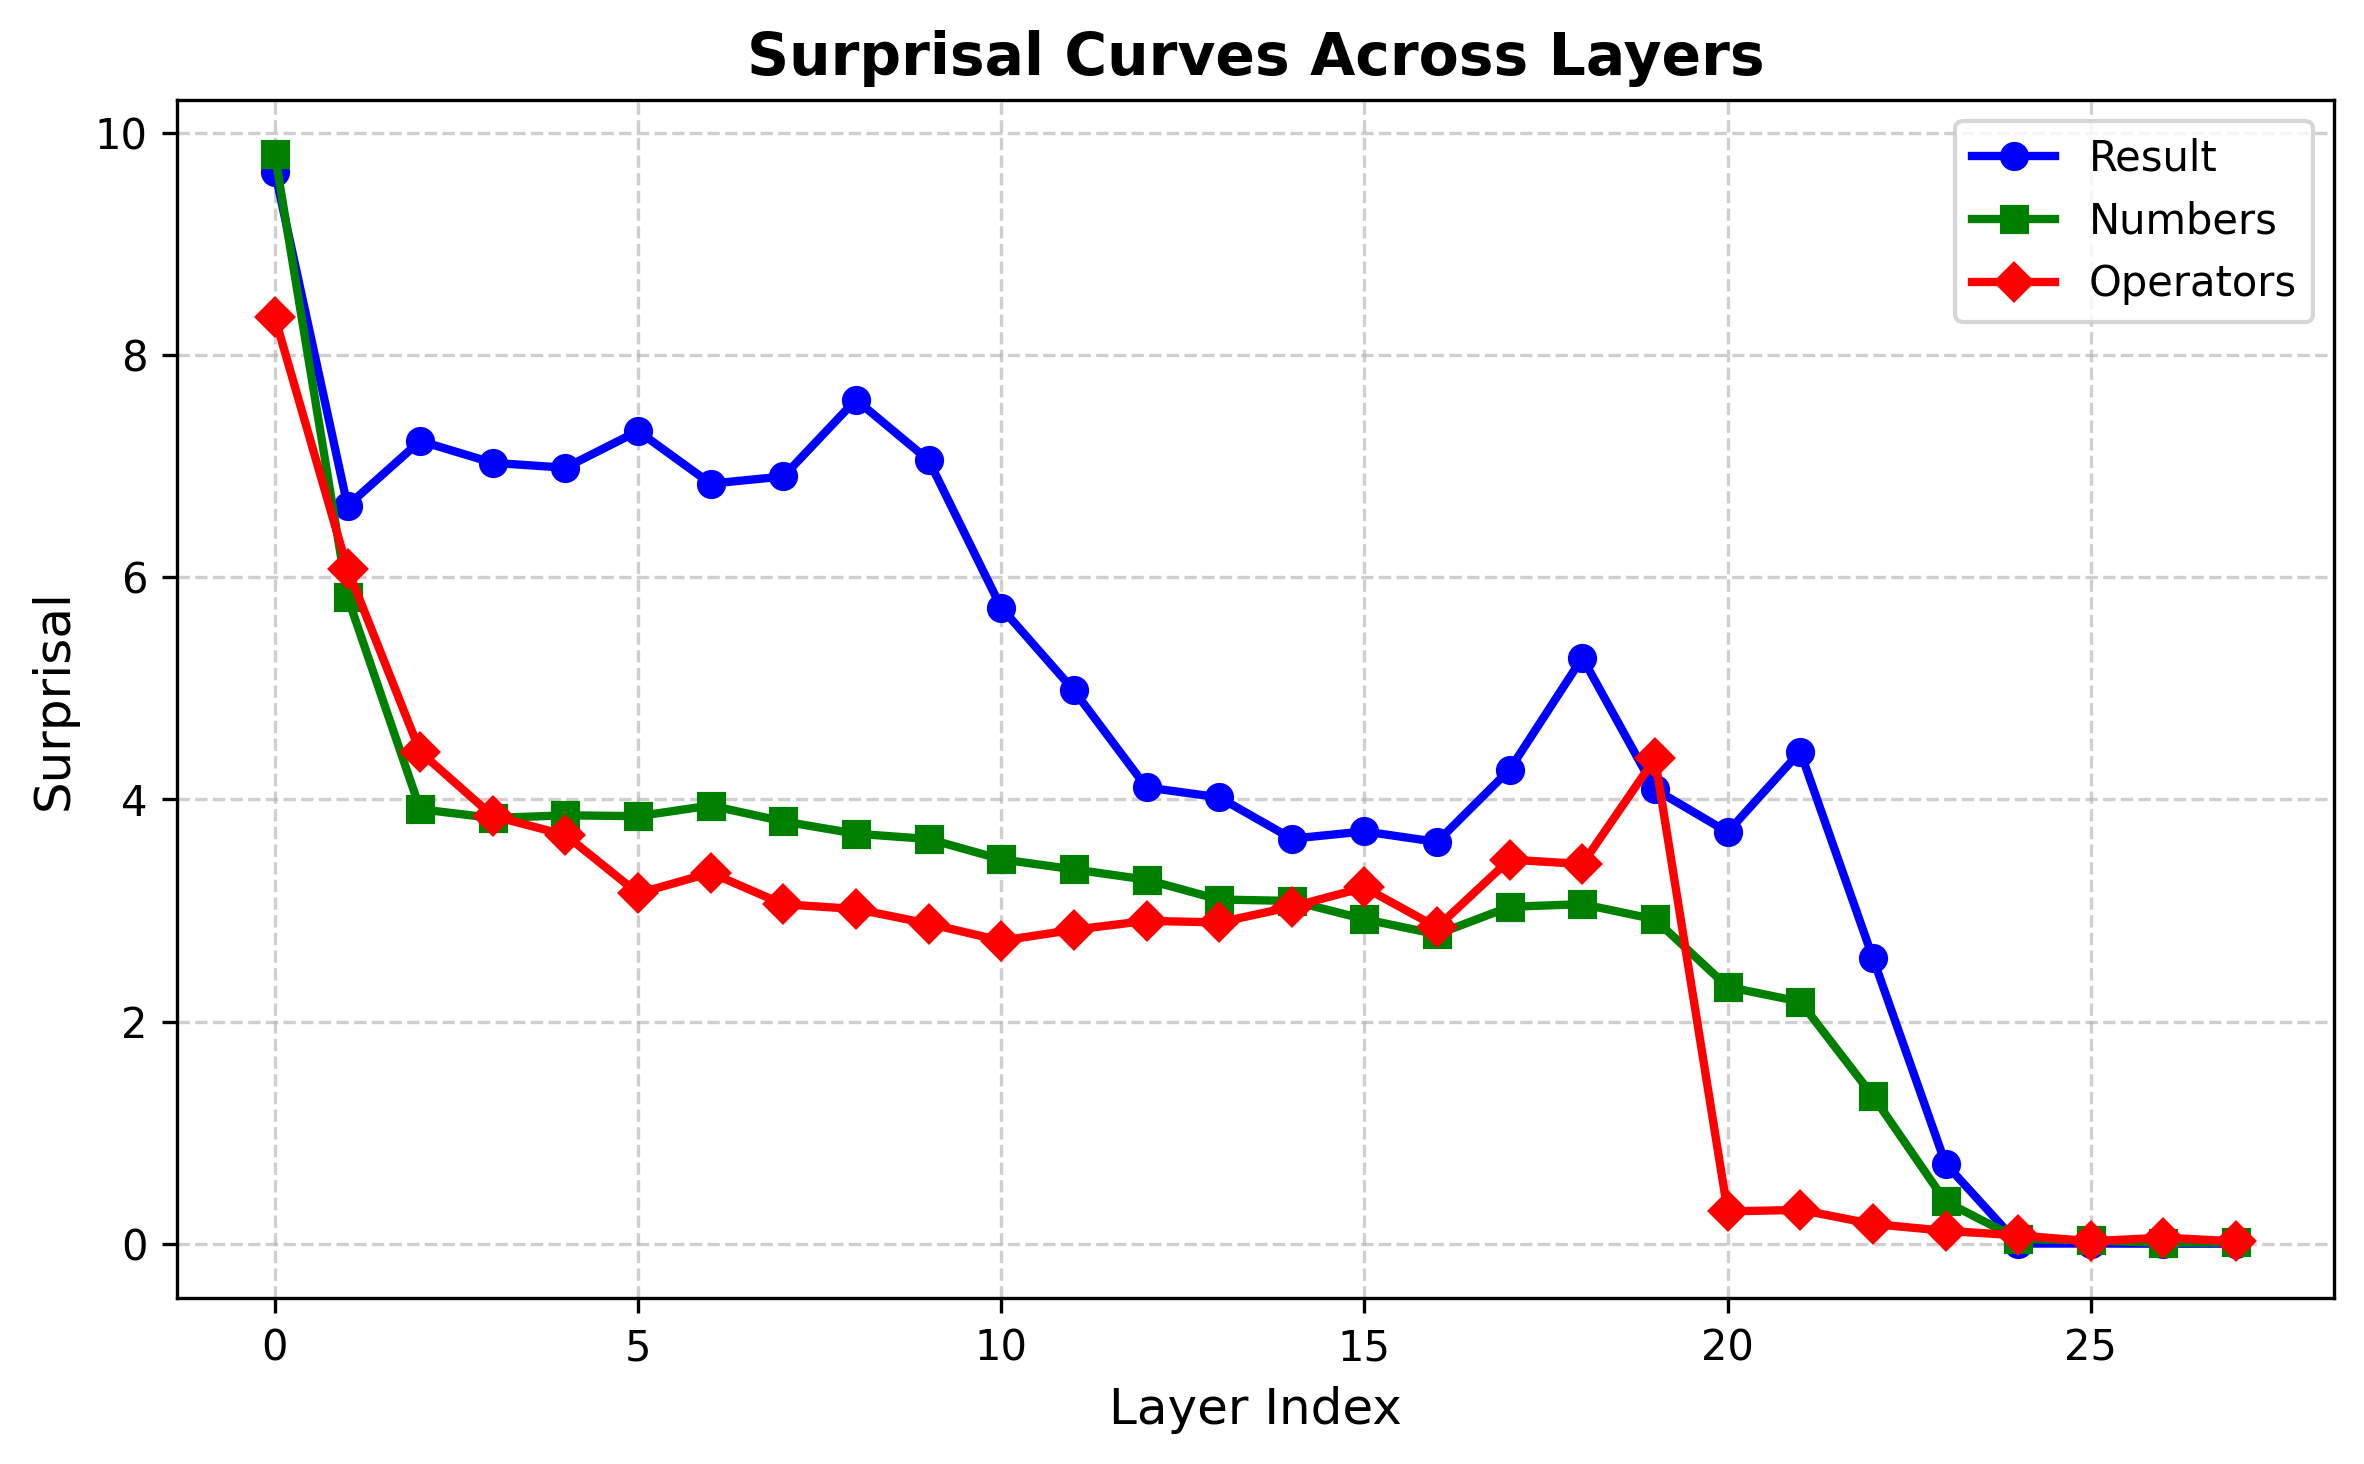 Surprisal Curves Across Layers
Result
Numbers
Operators
Surprisal
10
8
6
4
2
0
0 5 10 15 20 25
Layer Index